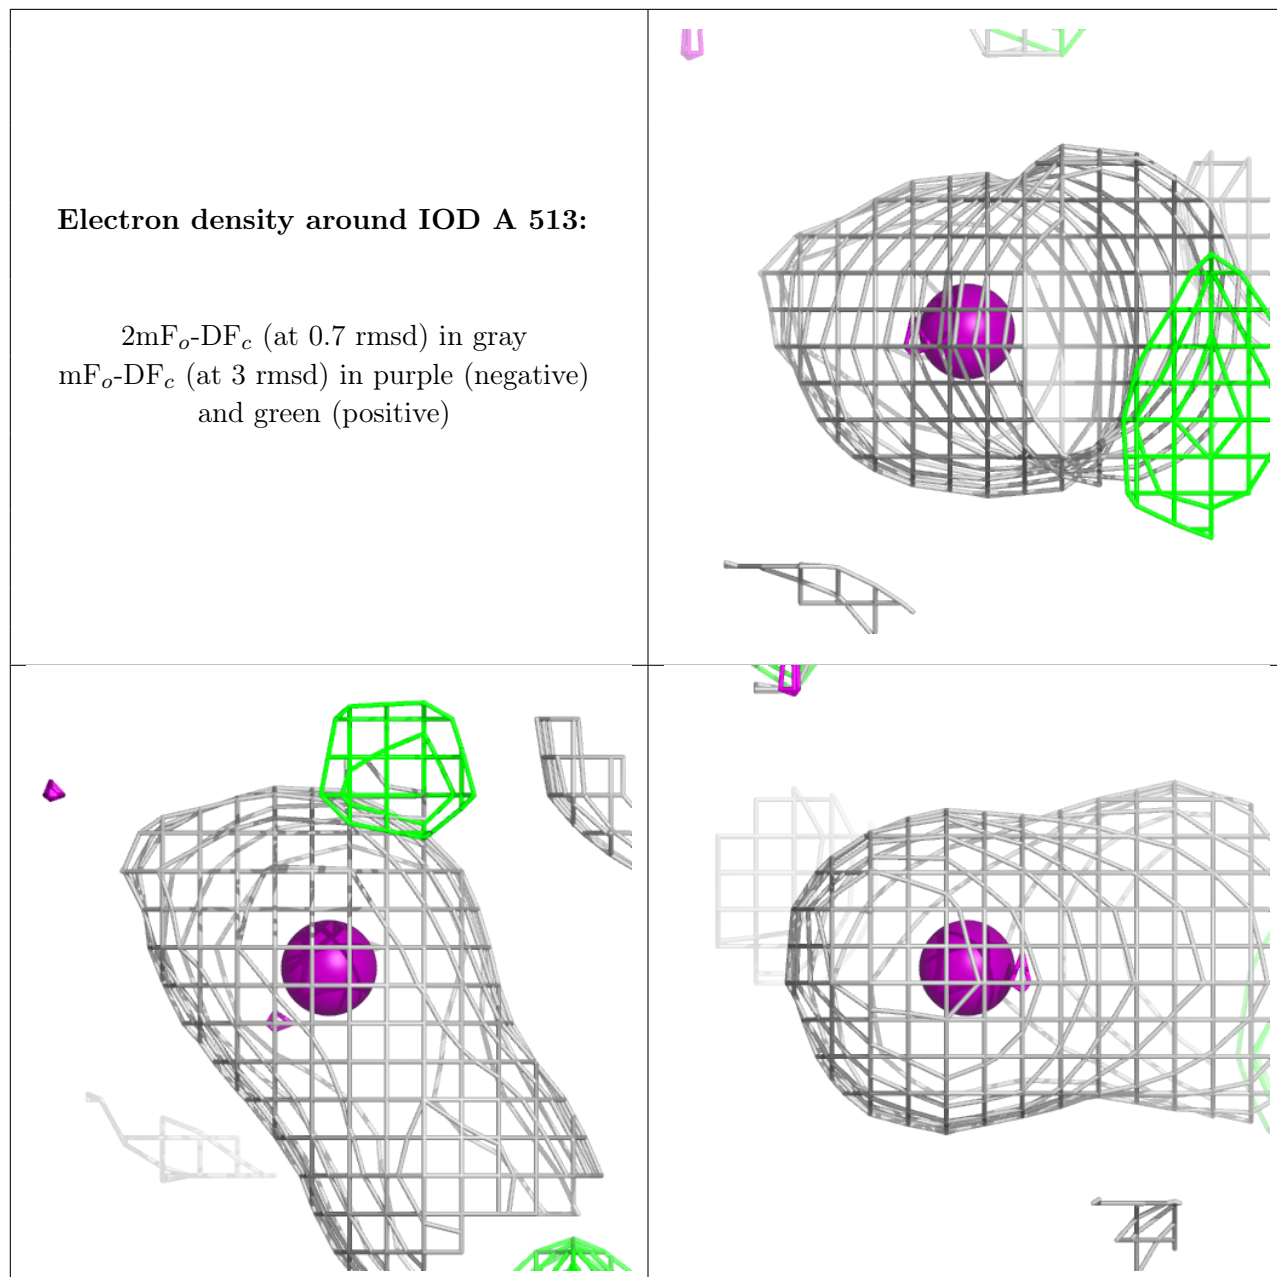 Electron density around IOD A 513:
2mFo-DFc (at 0.7 rmsd) in gray
mFo-DFc (at 3 rmsd) in purple (negative)
and green (positive)